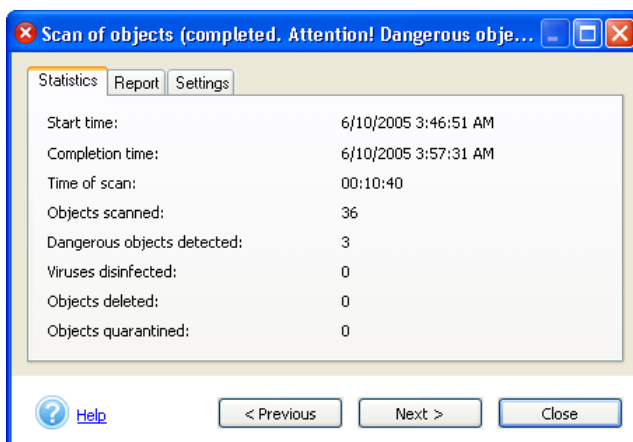 Scan of objects (completed. Attention! Dangerous obje...
Statistics Report Settings
Start time: 6/10/2005 3:46:51 AM
Completion time: 6/10/2005 3:57:31 AM
Time of scan: 00:10:40
Objects scanned: 36
Dangerous objects detected: 3
Viruses disinfected: 0
Objects deleted: 0
Objects quarantined: 0
Help < Previous Next > Close